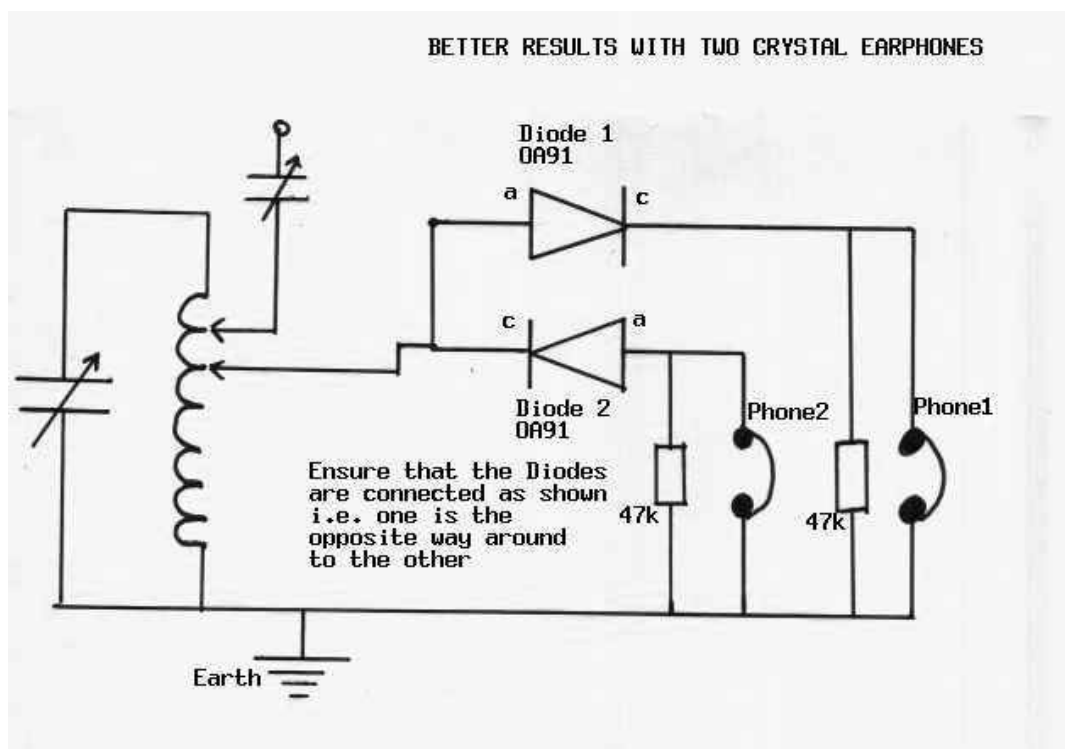 BETTER RESULTS WITH TWO CRYSTAL EARPHONES
Diode 1
OA91
a
c
c
a
Diode 2
OA91
Phone2
Phone1
47k
47k
Ensure that the Diodes
are connected as shown
i.e. one is the
opposite way around
to the other
Earth